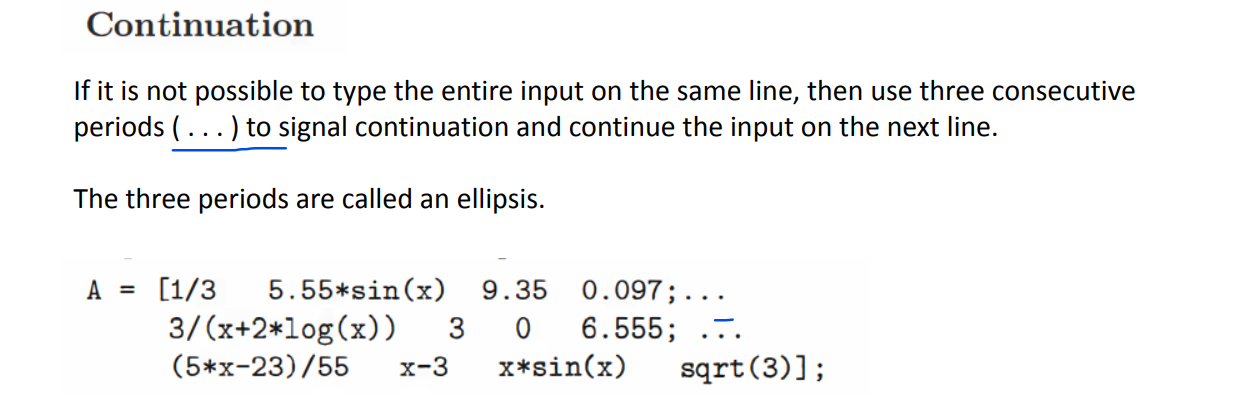 Continuation
If it is not possible to type the entire input on the same line, then use three consecutive
periods (...) to signal continuation and continue the input on the next line.
The three periods are called an ellipsis.
A = [1/3 5.55*sin(x) 9.35 0.097;...
3/(x+2*log(x)) 3 0 6.555; ...
(5*x-23)/55 x-3 x*sin(x) sqrt(3)];